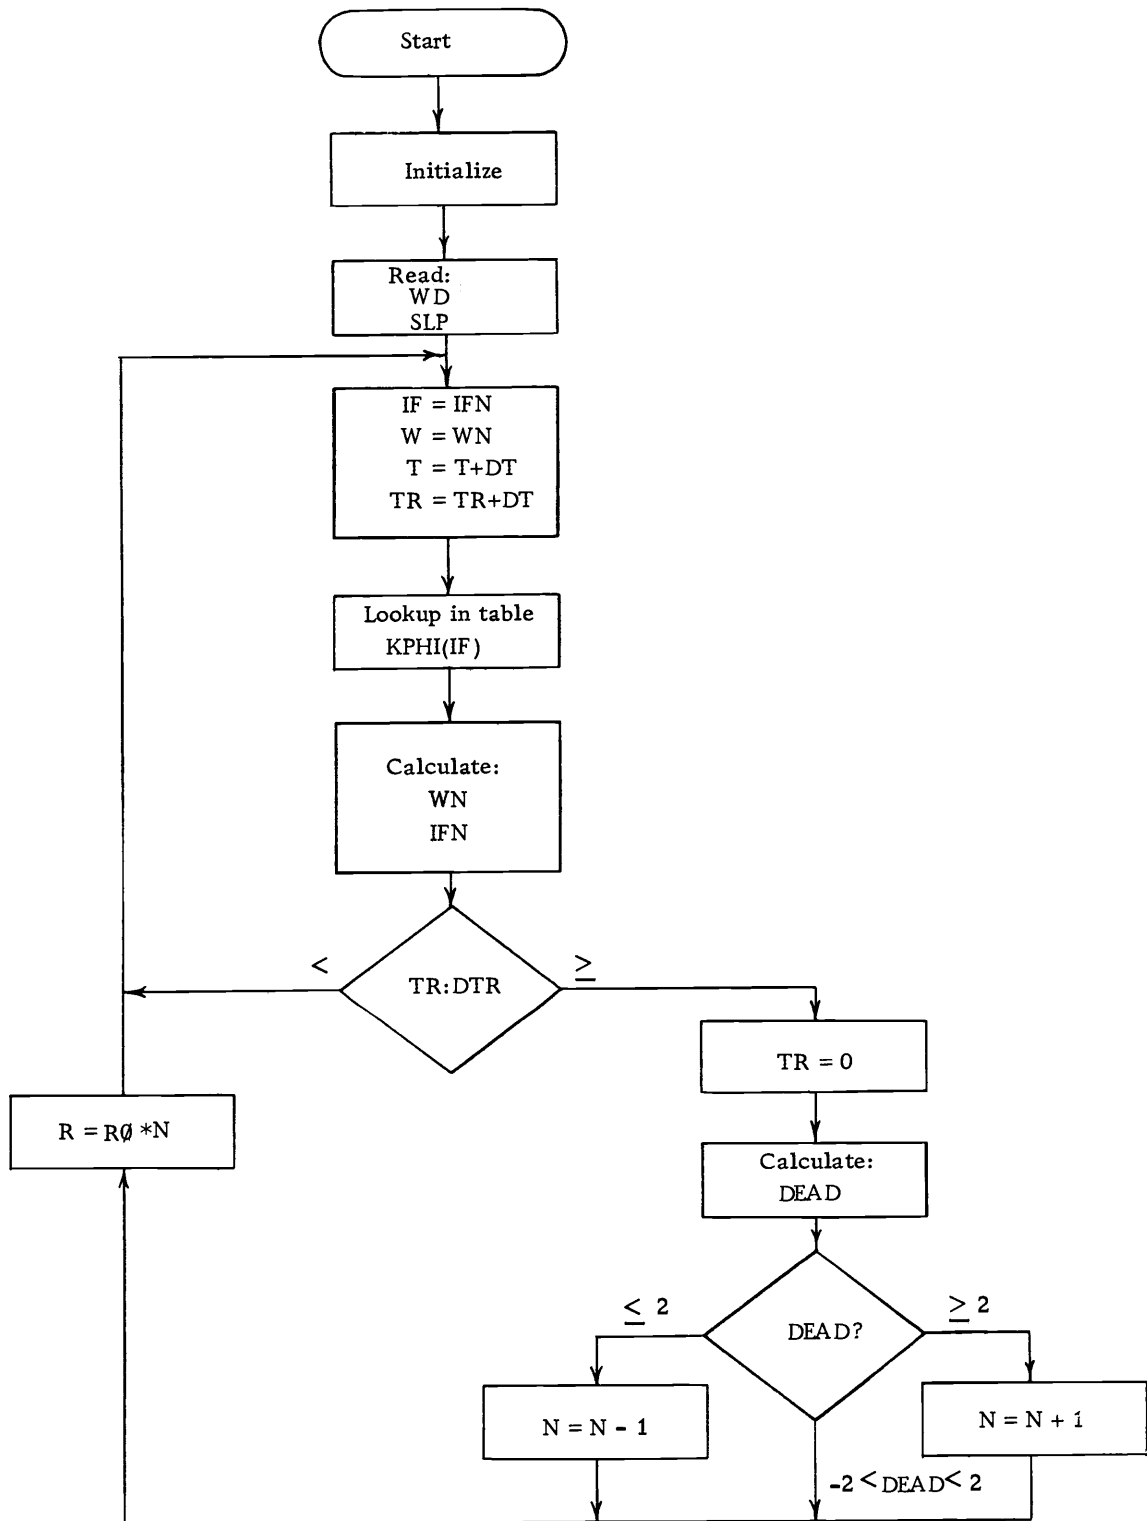 Start
Initialize
Read:
WD
SLP
IF = IFN
W = WN
T = T+DT
TR = TR+DT
Lookup in table
KPHI(IF)
Calculate:
WN
IFN
<
TR:DTR
≥
TR = 0
R = RØ *N
Calculate:
DEAD
≤ 2
DEAD?
≥ 2
N = N - 1
N = N + 1
-2 < DEAD < 2